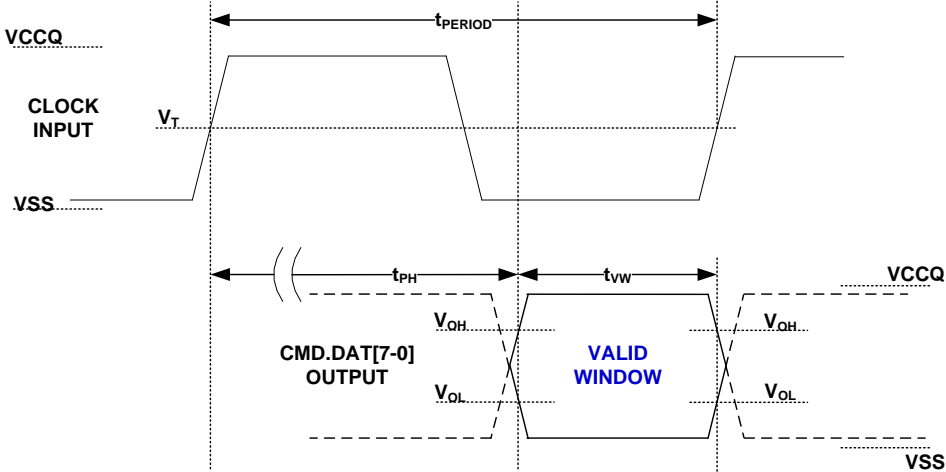 tPERIOD
VCCQ
CLOCK
INPUT
VT
VSS
tPH
tVW
VCCQ
VOH
VOH
CMD.DAT[7-0]
OUTPUT
VALID
WINDOW
VOL
VOL
VSS